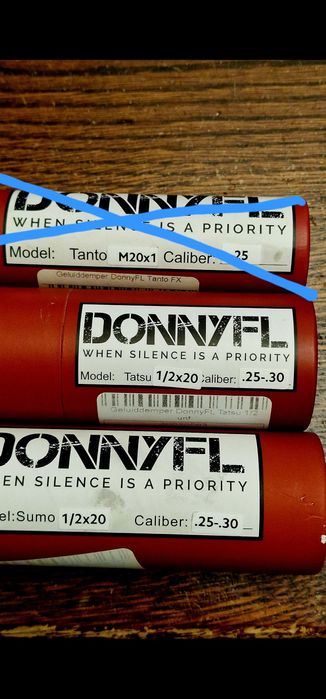 DONNYFL
WHEN SILENCE IS A PRIORITY
Model: Tanto M20x1 Caliber: .25
Geluiddemper DonnyFL Tanto FX
DONNYFL
WHEN SILENCE IS A PRIORITY
Model: Tatsu 1/2x20 Caliber: .25-.30
Geluiddemper DonnyFL Tatsu 1/2
unf
DONNYFL
EN SILENCE IS A PRIORITY
el:Sumo 1/2x20 Caliber: .25-.30